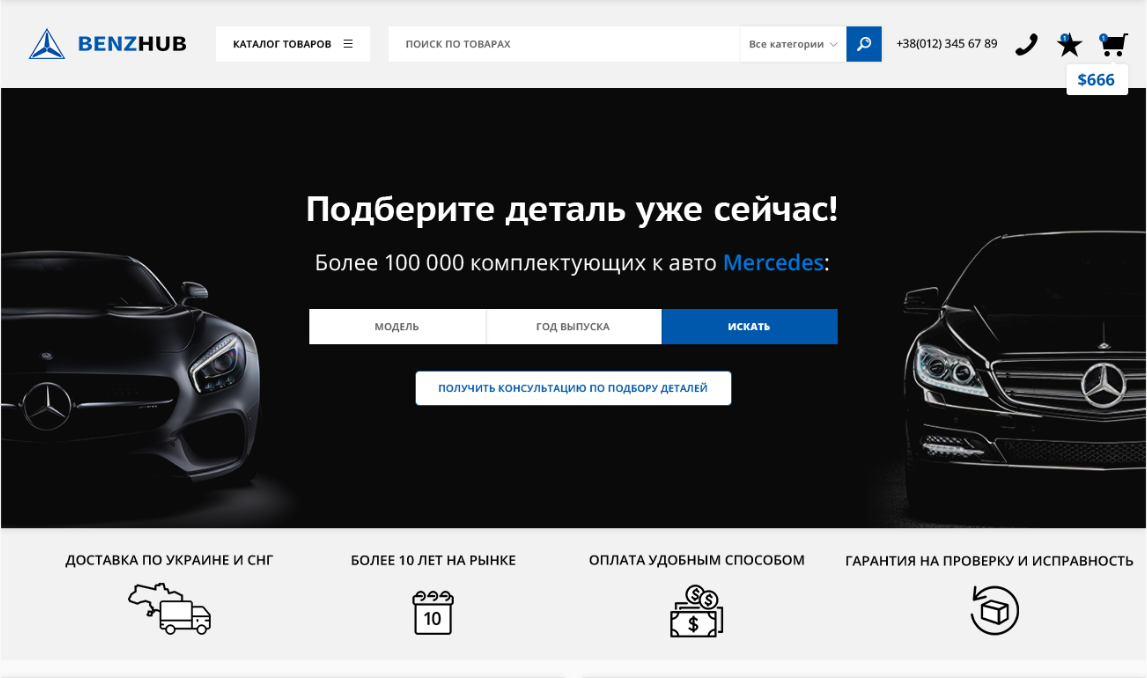 BENZHUB
КАТАЛОГ ТОВАРОВ
ПОИСК ПО ТОВАРАХ
Все категории
+38(012) 345 67 89
1
1
$666
Подберите деталь уже сейчас!
Более 100 000 комплектующих к авто Mercedes:
МОДЕЛЬ
ГОД ВЫПУСКА
ИСКАТЬ
ПОЛУЧИТЬ КОНСУЛЬТАЦИЮ ПО ПОДБОРУ ДЕТАЛЕЙ
ДОСТАВКА ПО УКРАИНЕ И СНГ
БОЛЕЕ 10 ЛЕТ НА РЫНКЕ
ОПЛАТА УДОБНЫМ СПОСОБОМ
ГАРАНТИЯ НА ПРОВЕРКУ И ИСПРАВНОСТЬ
10
$ $
$